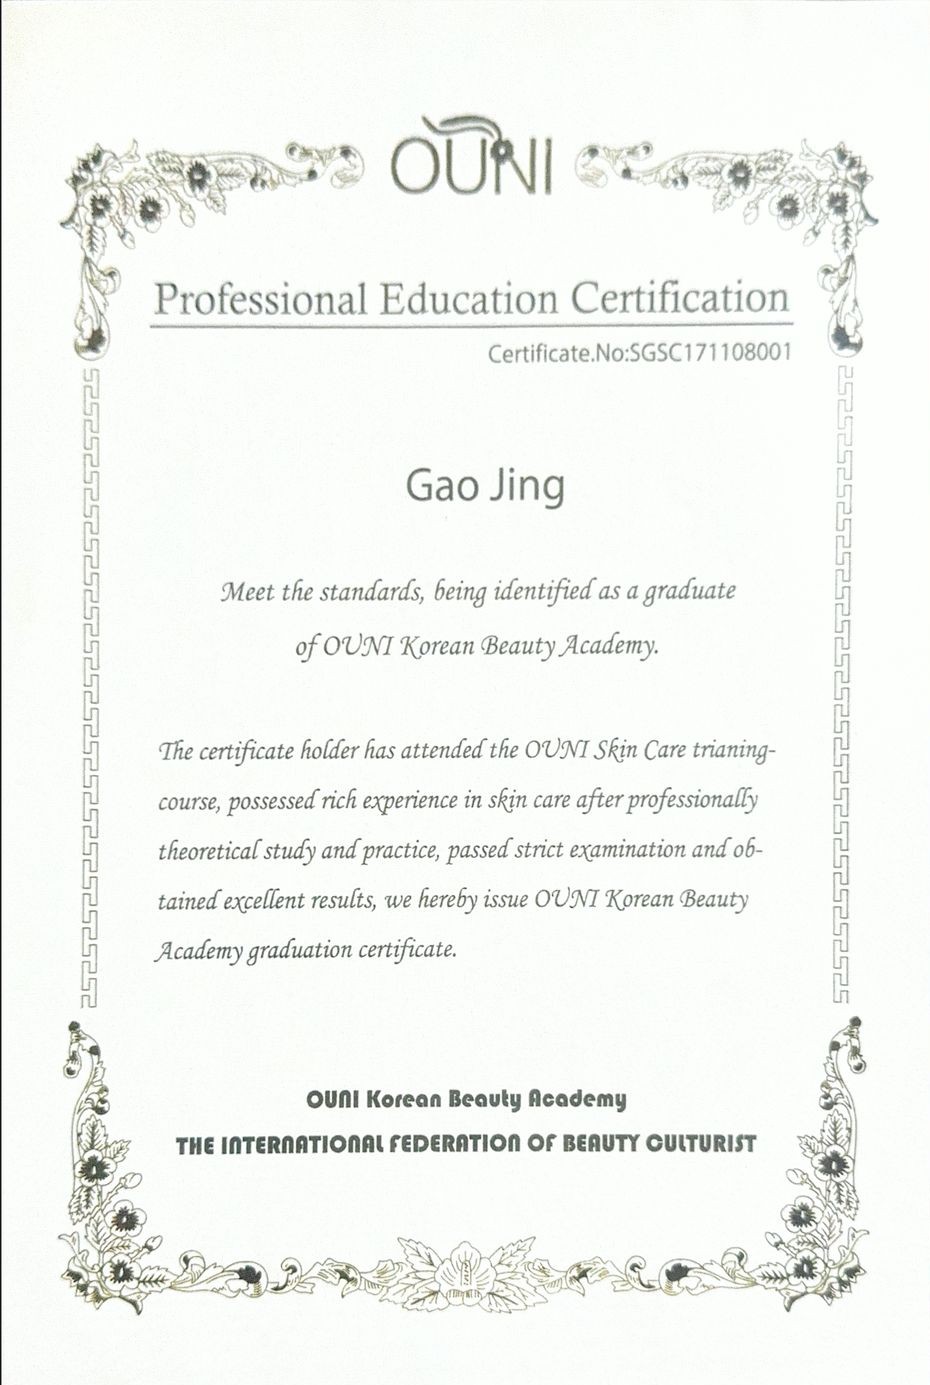 OUNI
Professional Education Certification
Certificate.No:SGSC171108001
Gao Jing
Meet the standards, being identified as a graduate
of OUNI Korean Beauty Academy.
The certificate holder has attended the OUNI Skin Care trianing-
course, possessed rich experience in skin care after professionally
theoretical study and practice, passed strict examination and ob-
tained excellent results, we hereby issue OUNI Korean Beauty
Academy graduation certificate.
OUNI Korean Beauty Academy
THE INTERNATIONAL FEDERATION OF BEAUTY CULTURIST